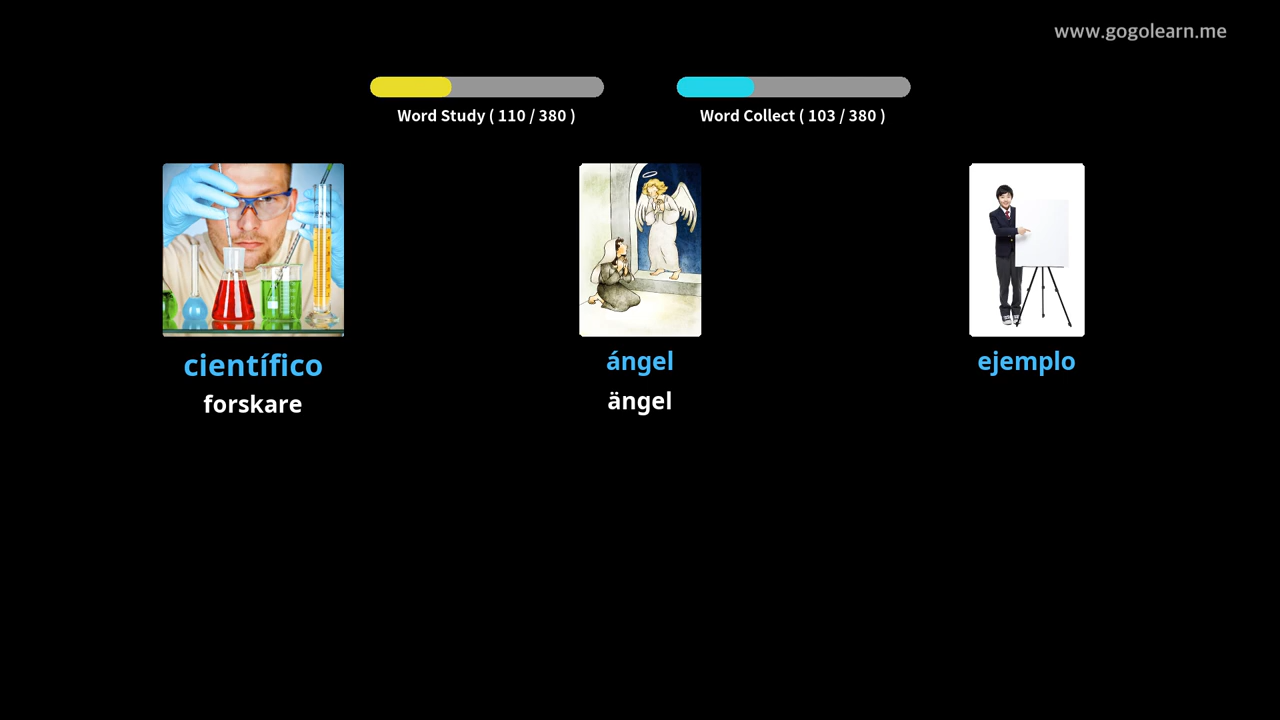 www.gogolearn.me
Word Study ( 110 / 380 )
Word Collect ( 103 / 380 )
científico
forskare
ángel
ängel
ejemplo